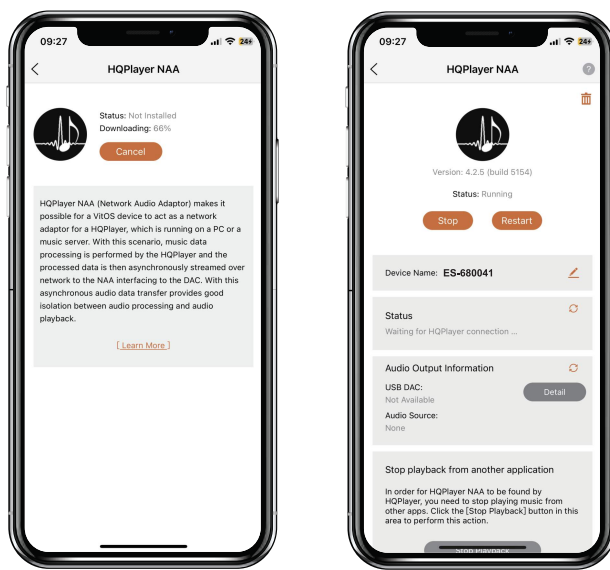 09:27
24
HQPlayer NAA
Status: Not Installed
Downloading: 66%
Cancel
HQPlayer NAA (Network Audio Adaptor) makes it
possible for a VitOS device to act as a network
adaptor for a HQPlayer, which is running on a PC or a
music server. With this scenario, music data
processing is performed by the HQPlayer and the
processed data is then asynchronously streamed over
network to the NAA interfacing to the DAC. With this
asynchronous audio data transfer provides good
isolation between audio processing and audio
playback.
[ Learn More ]
09:27
24
HQPlayer NAA
?
Version: 4.2.5 (build 5154)
Status: Running
Stop Restart
Device Name: ES-680041
Status
Waiting for HQPlayer connection ...
Audio Output Information
USB DAC:
Not Available
Detail
Audio Source:
None
Stop playback from another application
In order for HQPlayer NAA to be found by
HQPlayer, you need to stop playing music from
other apps. Click the [Stop Playback] button in this
area to perform this action.
Stop Playback